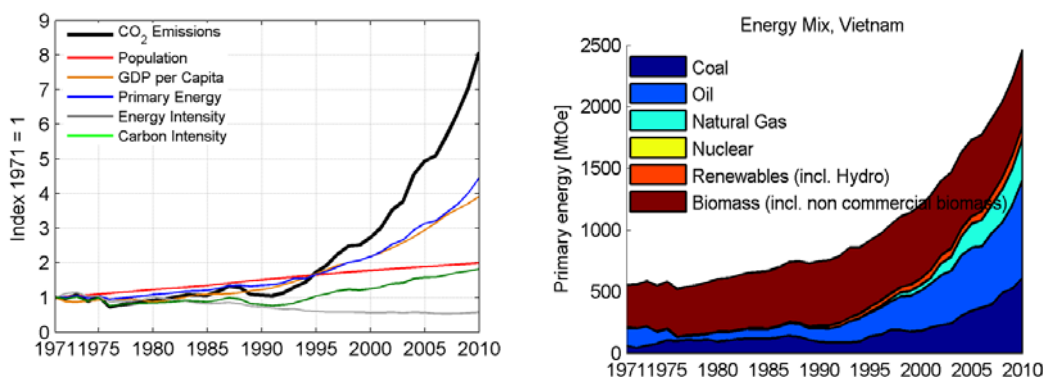 9
8
7
6
5
4
3
2
1
0
Index 1971 = 1
CO₂ Emissions
Population
GDP per Capita
Primary Energy
Energy Intensity
Carbon Intensity
1971 1975 1980 1985 1990 1995 2000 2005 2010
Energy Mix, Vietnam
2500
2000
1500
1000
500
0
Primary energy [MtOe]
Coal
Oil
Natural Gas
Nuclear
Renewables (incl. Hydro)
Biomass (incl. non commercial biomass)
1971 1975 1980 1985 1990 1995 2000 2005 2010